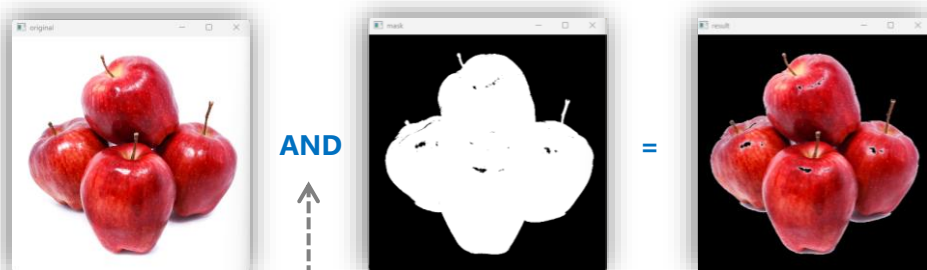 original
mask
result
AND
=